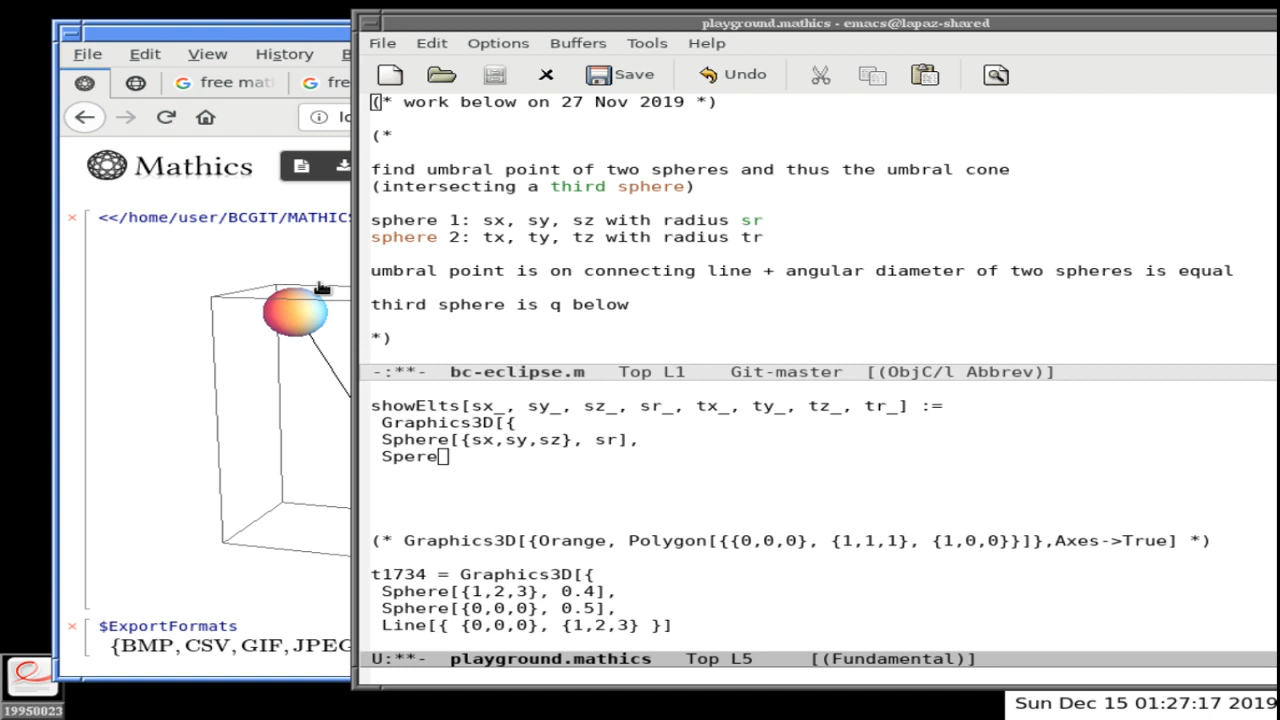 playground.mathics - emacs@lapaz-shared
File Edit View History
File Edit Options Buffers Tools Help
free mat
fre
Save
Undo
lo
Mathics
<</home/user/BCGIT/MATHICS
$ExportFormats
{BMP, CSV, GIF, JPEG
(* work below on 27 Nov 2019 *)
(*
find umbral point of two spheres and thus the umbral cone
(intersecting a third sphere)
sphere 1: sx, sy, sz with radius sr
sphere 2: tx, ty, tz with radius tr
umbral point is on connecting line + angular diameter of two spheres is equal
third sphere is q below
*)
-:**- bc-eclipse.m Top L1 Git-master [(ObjC/l Abbrev)]
showElts[sx_, sy_, sz_, sr_, tx_, ty_, tz_, tr_] :=
Graphics3D[{
Sphere[{sx,sy,sz}, sr],
Spere
(* Graphics3D[{Orange, Polygon[{{0,0,0}, {1,1,1}, {1,0,0}}]},Axes->True] *)
t1734 = Graphics3D[{
Sphere[{1,2,3}, 0.4],
Sphere[{0,0,0}, 0.5],
Line[{ {0,0,0}, {1,2,3} }]
U:**- playground.mathics Top L5 [(Fundamental)]
19950023
Sun Dec 15 01:27:17 2019